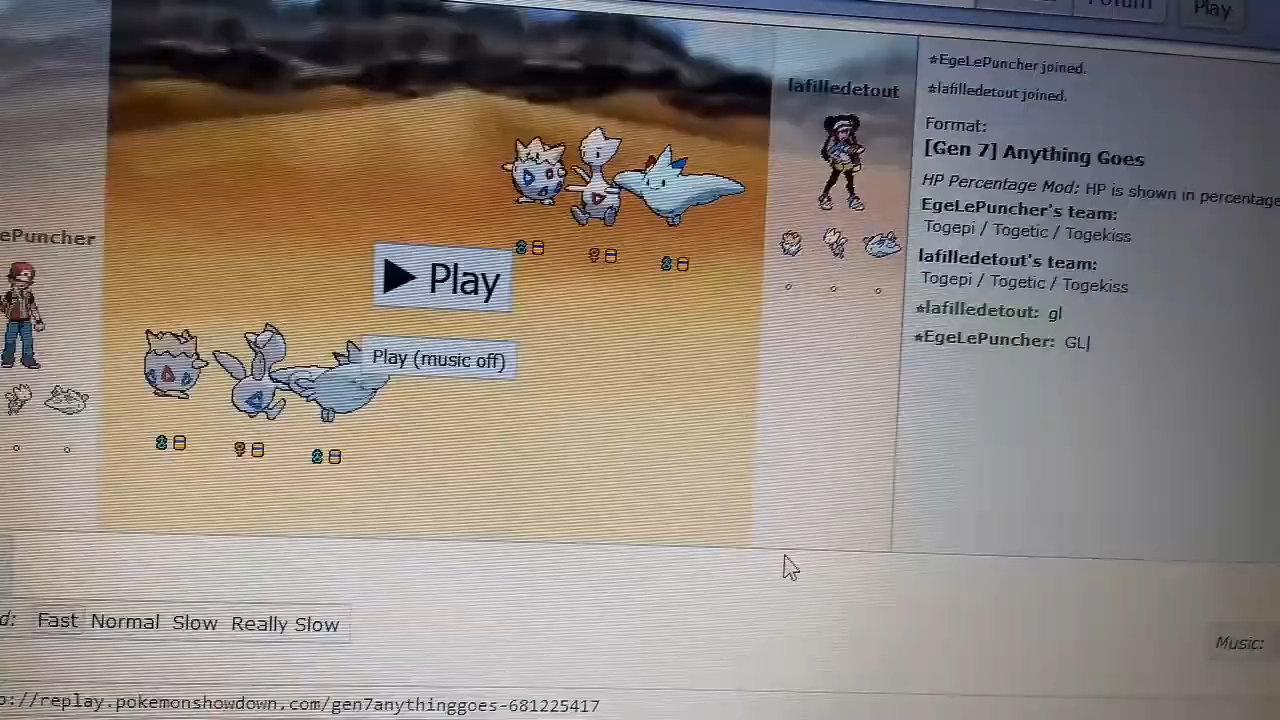 Forum
Play
ePuncher
lafilledetout
▶ Play
Play (music off)
★EgeLePuncher joined.
★lafilledetout joined.
Format:
[Gen 7] Anything Goes
HP Percentage Mod: HP is shown in percentage
EgeLePuncher's team:
Togepi / Togetic / Togekiss
lafilledetout's team:
Togepi / Togetic / Togekiss
★lafilledetout: gl
★EgeLePuncher: GL|
d: Fast Normal Slow Really Slow
Music:
p://replay.pokemonshowdown.com/gen7anythinggoes-681225417